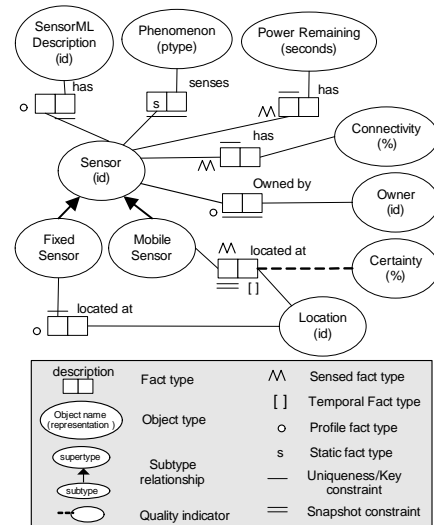 SensorML
Description
(id)
Phenomenon
(ptype)
Power Remaining
(seconds)
has
senses
has
s
has
Connectivity
(%)
Sensor
(id)
Owned by
Owner
(id)
Fixed
Sensor
Mobile
Sensor
located at
Certainty
(%)
[ ]
located at
Location
(id)
description
Fact type
Sensed fact type
[ ] Temporal Fact type
Object name
(representation )
Object type
Profile fact type
s Static fact type
supertype
subtype
Subtype
relationship
Uniqueness/Key
constraint
Quality indicator
Snapshot constraint